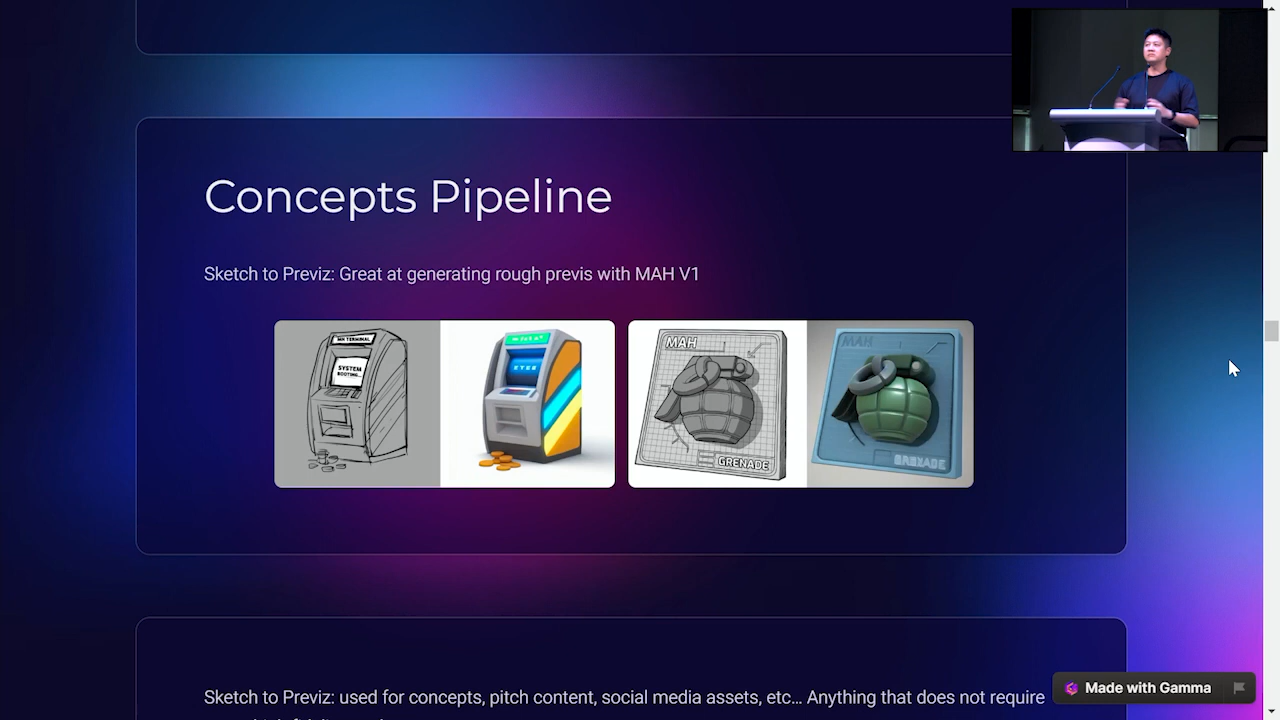 Concepts Pipeline
Sketch to Previz: Great at generating rough previs with MAH V1
MH TERMINAL
SYSTEM
BOOTING...
MAH
GRENADE
MAH
GRENADE
Sketch to Previz: used for concepts, pitch content, social media assets, etc... Anything that does not require
Made with Gamma